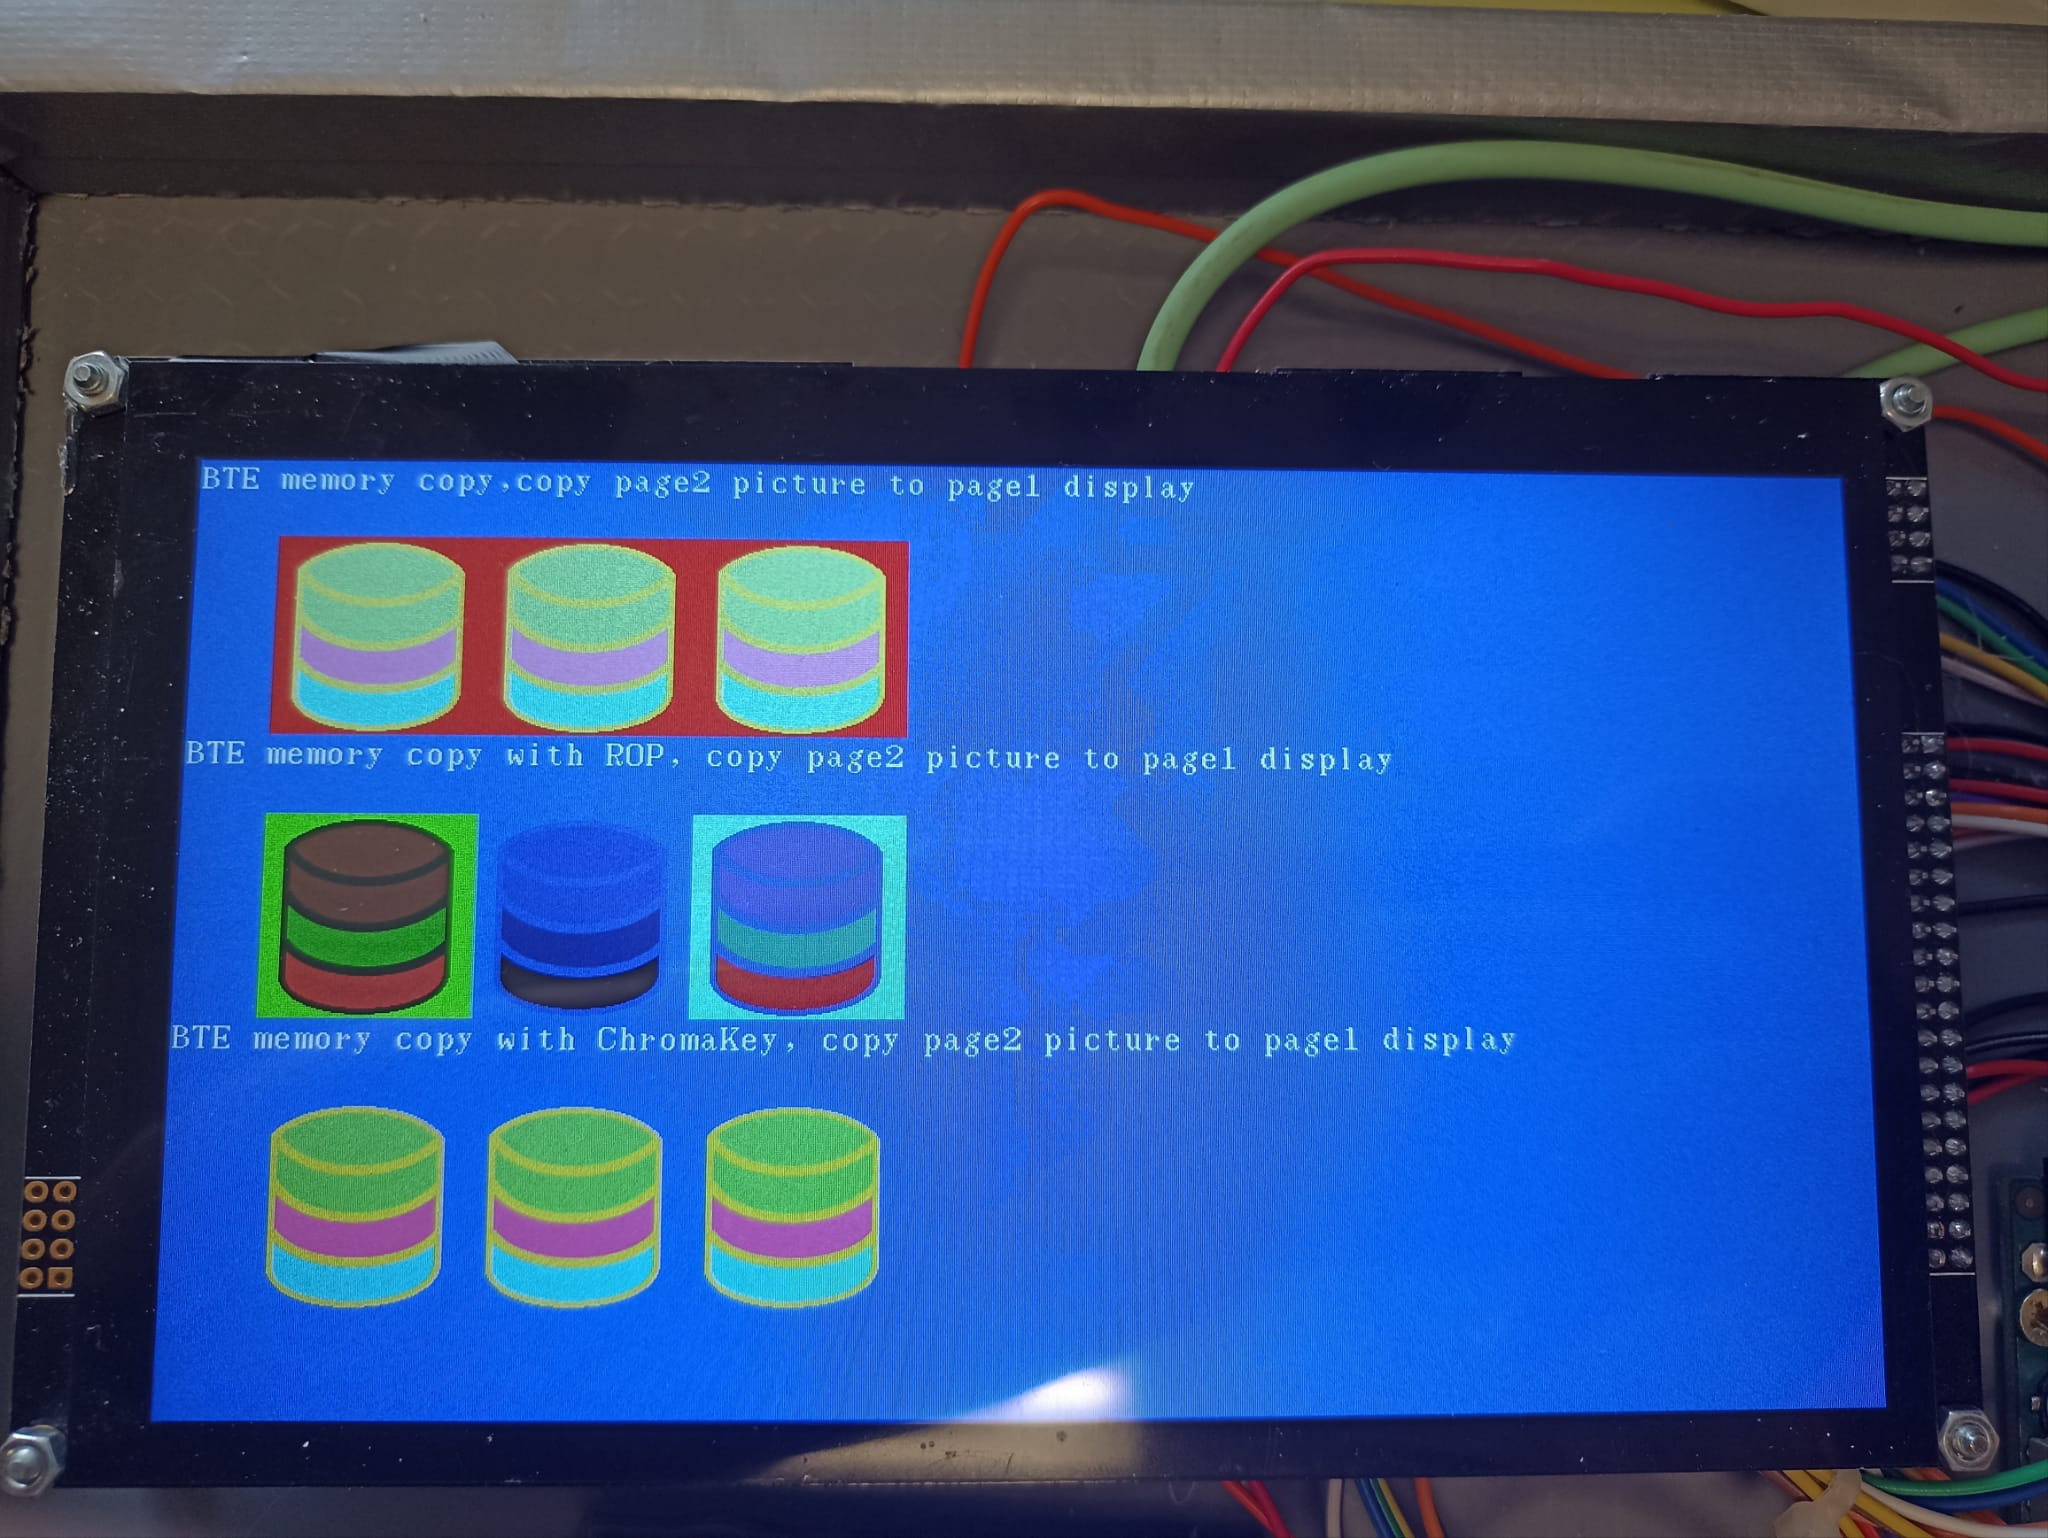 BTE memory copy,copy page2 picture to page1 display
BTE memory copy with ROP, copy page2 picture to page1 display
BTE memory copy with ChromaKey, copy page2 picture to page1 display